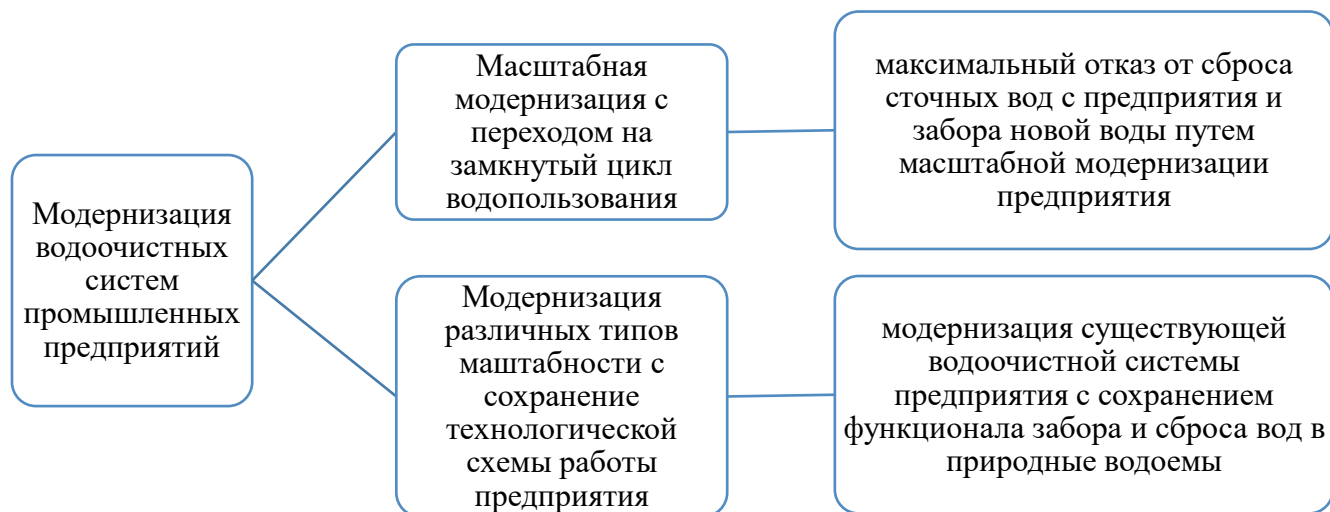 Модернизация
водоочистных
систем
промышленных
предприятий
Масштабная
модернизация с
переходом на
замкнутый цикл
водопользования
максимальный отказ от сброса
сточных вод с предприятия и
забора новой воды путем
масштабной модернизации
предприятия
Модернизация
различных типов
маштабности с
сохранение
технологической
схемы работы
предприятия
модернизация существующей
водоочистной системы
предприятия с сохранением
функционала забора и сброса вод в
природные водоемы